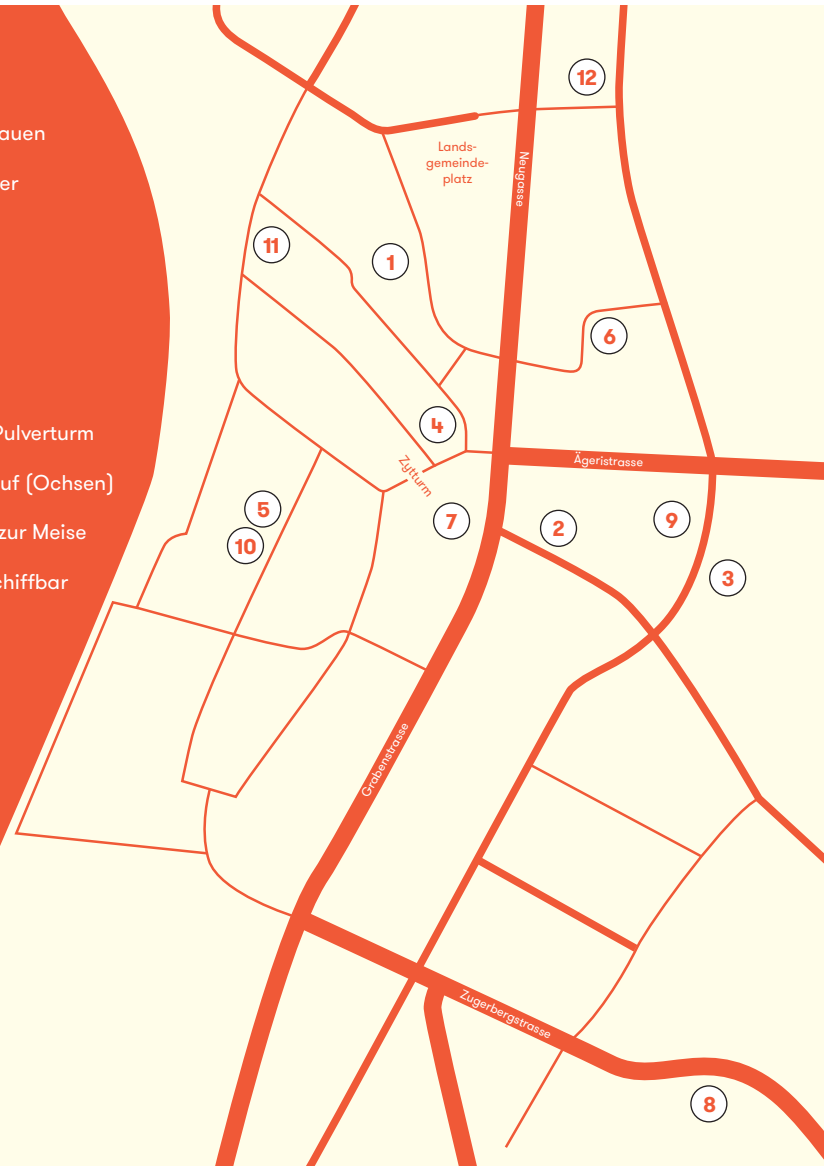 12
auen
Lands-
gemeinde-
platz
Neugasse
er
11
1
6
4
Pulverturm
Ägeristrasse
Zytturm
uf (Ochsen)
5
7
2
9
zur Meise
10
chiffbar
3
Grabenstrasse
Zugerbergstrasse
8